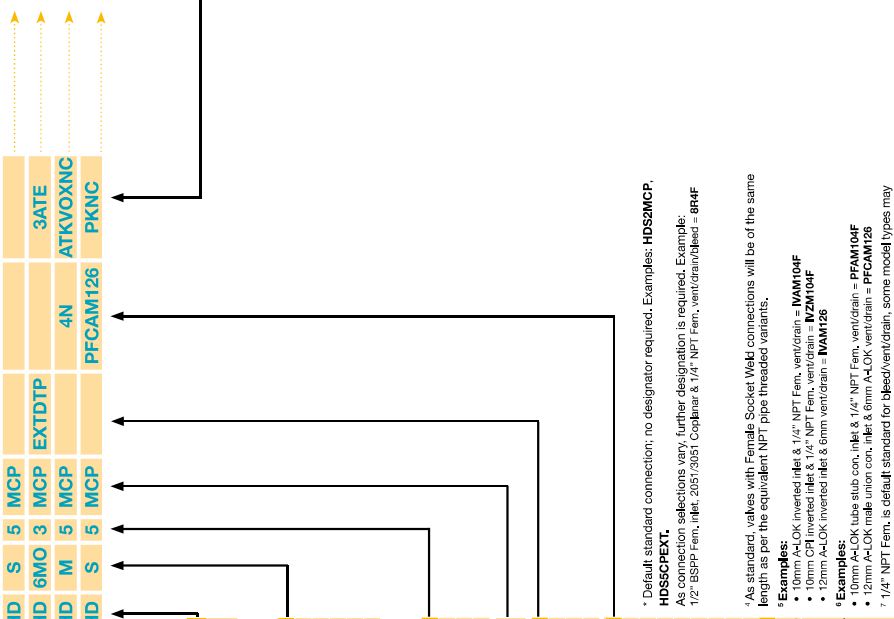 ID S 5 MCP
ID 6MO 3 MCP EXTDTP 3ATE
ID M 5 MCP 4N ATKVOXNC
ID S 5 MCP PFCAM126 PKNC
* Default standard connection; no designator required. Examples: HDS2MCP,
HDS5CPEXT.
As connection selections vary, further designation is required. Example:
1/2" BSPP Fem. inlet, 2051/3051 Coplanar & 1/4" NPT Fem. vent/drain/bleed = 8R4F
⁴ As standard, valves with Female Socket Weld connections will be of the same
length as per the equivalent NPT pipe threaded variants.
⁵ Examples:
• 10mm A-LOK inverted inlet & 1/4" NPT Fem. vent/drain = IVAM104F
• 10mm CPI inverted inlet & 1/4" NPT Fem. vent/drain = IVZM104F
• 12mm A-LOK inverted inlet & 6mm vent/drain = IVAM126
⁶ Examples:
• 10mm A-LOK tube stub con. inlet & 1/4" NPT Fem. vent/drain = PFAM104F
• 12mm A-LOK male union con. inlet & 6mm A-LOK vent/drain = PFCAM126
⁷ 1/4" NPT Fem. is default standard for bleed/vent/drain, some model types may